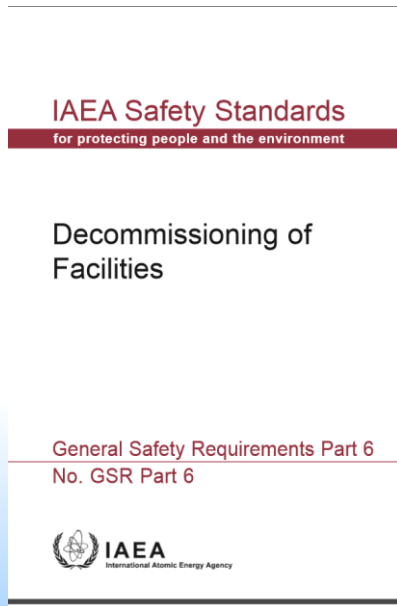 IAEA Safety Standards
for protecting people and the environment
Decommissioning of
Facilities
General Safety Requirements Part 6
No. GSR Part 6
IAEA
International Atomic Energy Agency